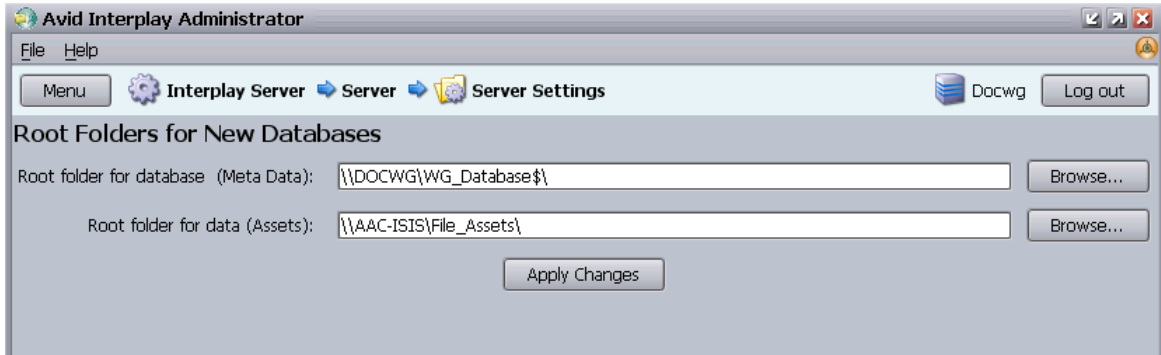 Avid Interplay Administrator
File Help
Menu Interplay Server Server Server Settings Docwg Log out
Root Folders for New Databases
Root folder for database (Meta Data): \\DOCWG\WG_Database$\ Browse...
Root folder for data (Assets): \\AAC-ISIS\File_Assets\ Browse...
Apply Changes